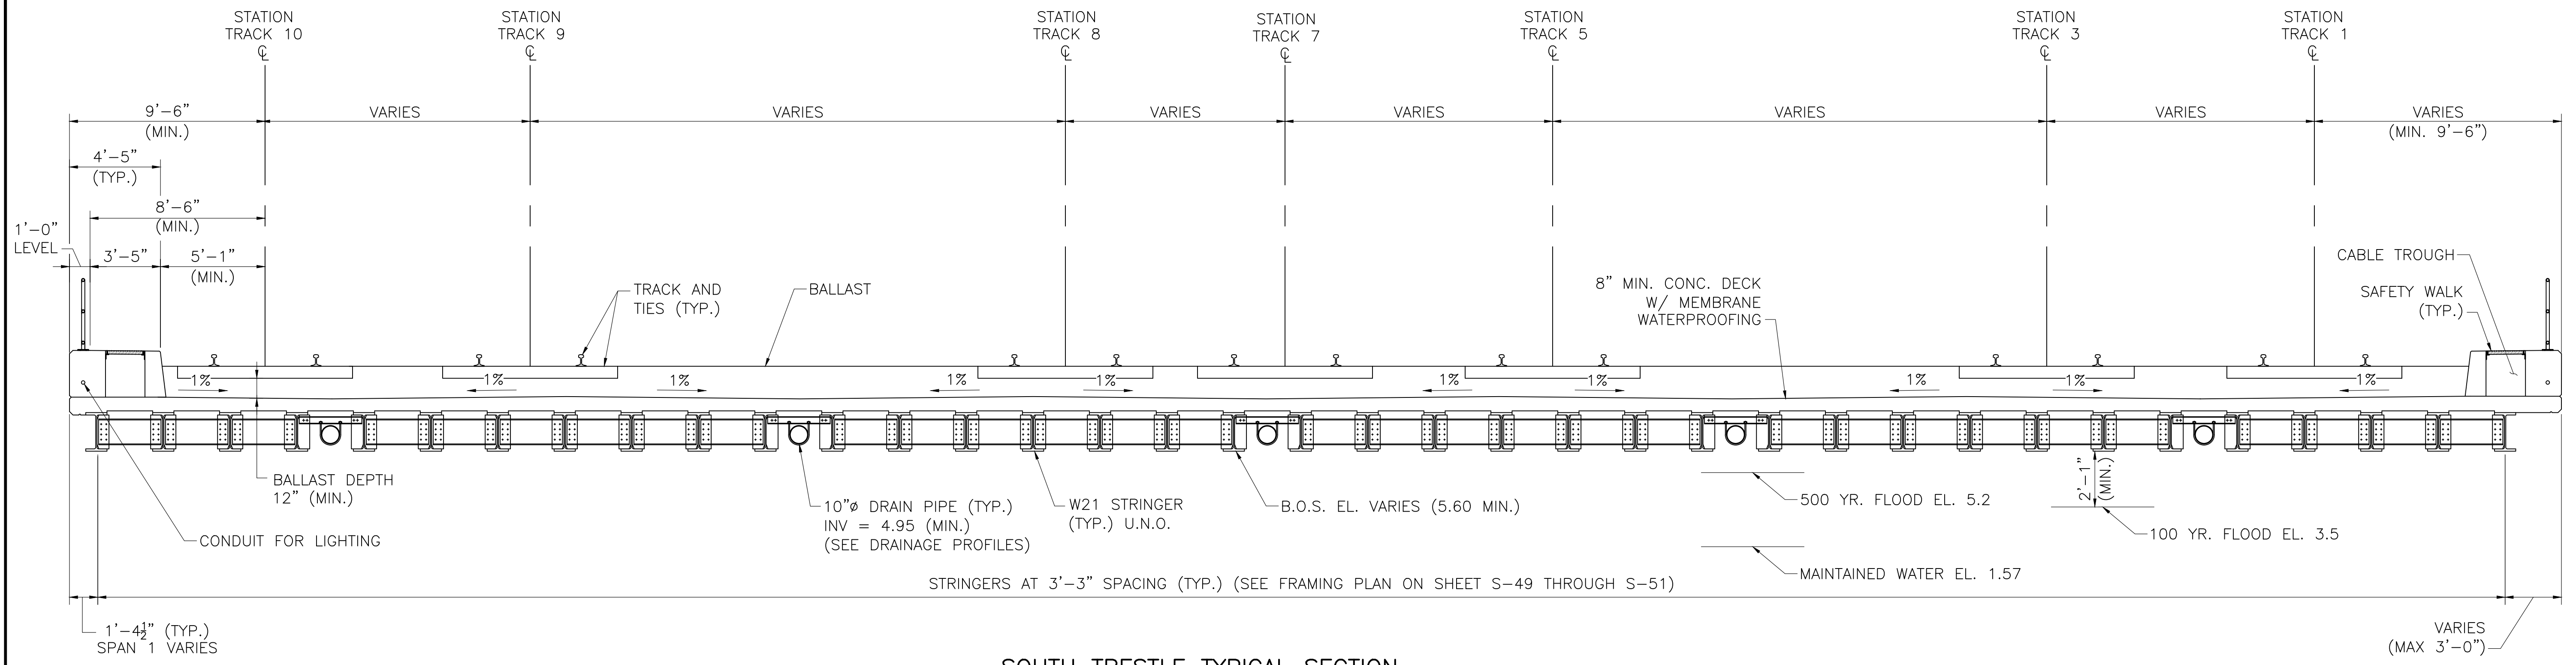 STATION
TRACK 10
℄
STATION
TRACK 9
℄
STATION
TRACK 8
℄
STATION
TRACK 7
℄
STATION
TRACK 5
℄
STATION
TRACK 3
℄
STATION
TRACK 1
℄
9'-6"
(MIN.)
VARIES
VARIES
VARIES
VARIES
VARIES
VARIES
VARIES
(MIN. 9'-6")
4'-5"
(TYP.)
8'-6"
(MIN.)
1'-0"
LEVEL
3'-5"
5'-1"
(MIN.)
TRACK AND
TIES (TYP.)
BALLAST
8" MIN. CONC. DECK
W/ MEMBRANE
WATERPROOFING
CABLE TROUGH
SAFETY WALK
(TYP.)
1%
1%
1%
1%
1%
1%
1%
1%
1%
1%
BALLAST DEPTH
12" (MIN.)
CONDUIT FOR LIGHTING
10"ø DRAIN PIPE (TYP.)
INV = 4.95 (MIN.)
(SEE DRAINAGE PROFILES)
W21 STRINGER
(TYP.) U.N.O.
B.O.S. EL. VARIES (5.60 MIN.)
500 YR. FLOOD EL. 5.2
2'-1"
(MIN.)
100 YR. FLOOD EL. 3.5
MAINTAINED WATER EL. 1.57
STRINGERS AT 3'-3" SPACING (TYP.) (SEE FRAMING PLAN ON SHEET S-49 THROUGH S-51)
1'-4½" (TYP.)
SPAN 1 VARIES
VARIES
(MAX 3'-0")
SOUTH TRESTLE TYPICAL SECTION